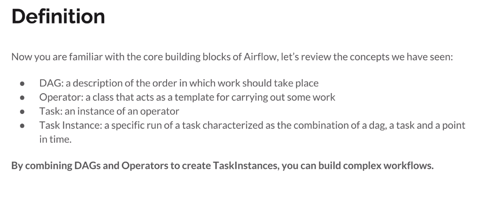 Definition
Now you are familiar with the core building blocks of Airflow, let's review the concepts we have seen:
● DAG: a description of the order in which work should take place
● Operator: a class that acts as a template for carrying out some work
● Task: an instance of an operator
● Task Instance: a specific run of a task characterized as the combination of a dag, a task and a point
in time.
By combining DAGs and Operators to create TaskInstances, you can build complex workflows.